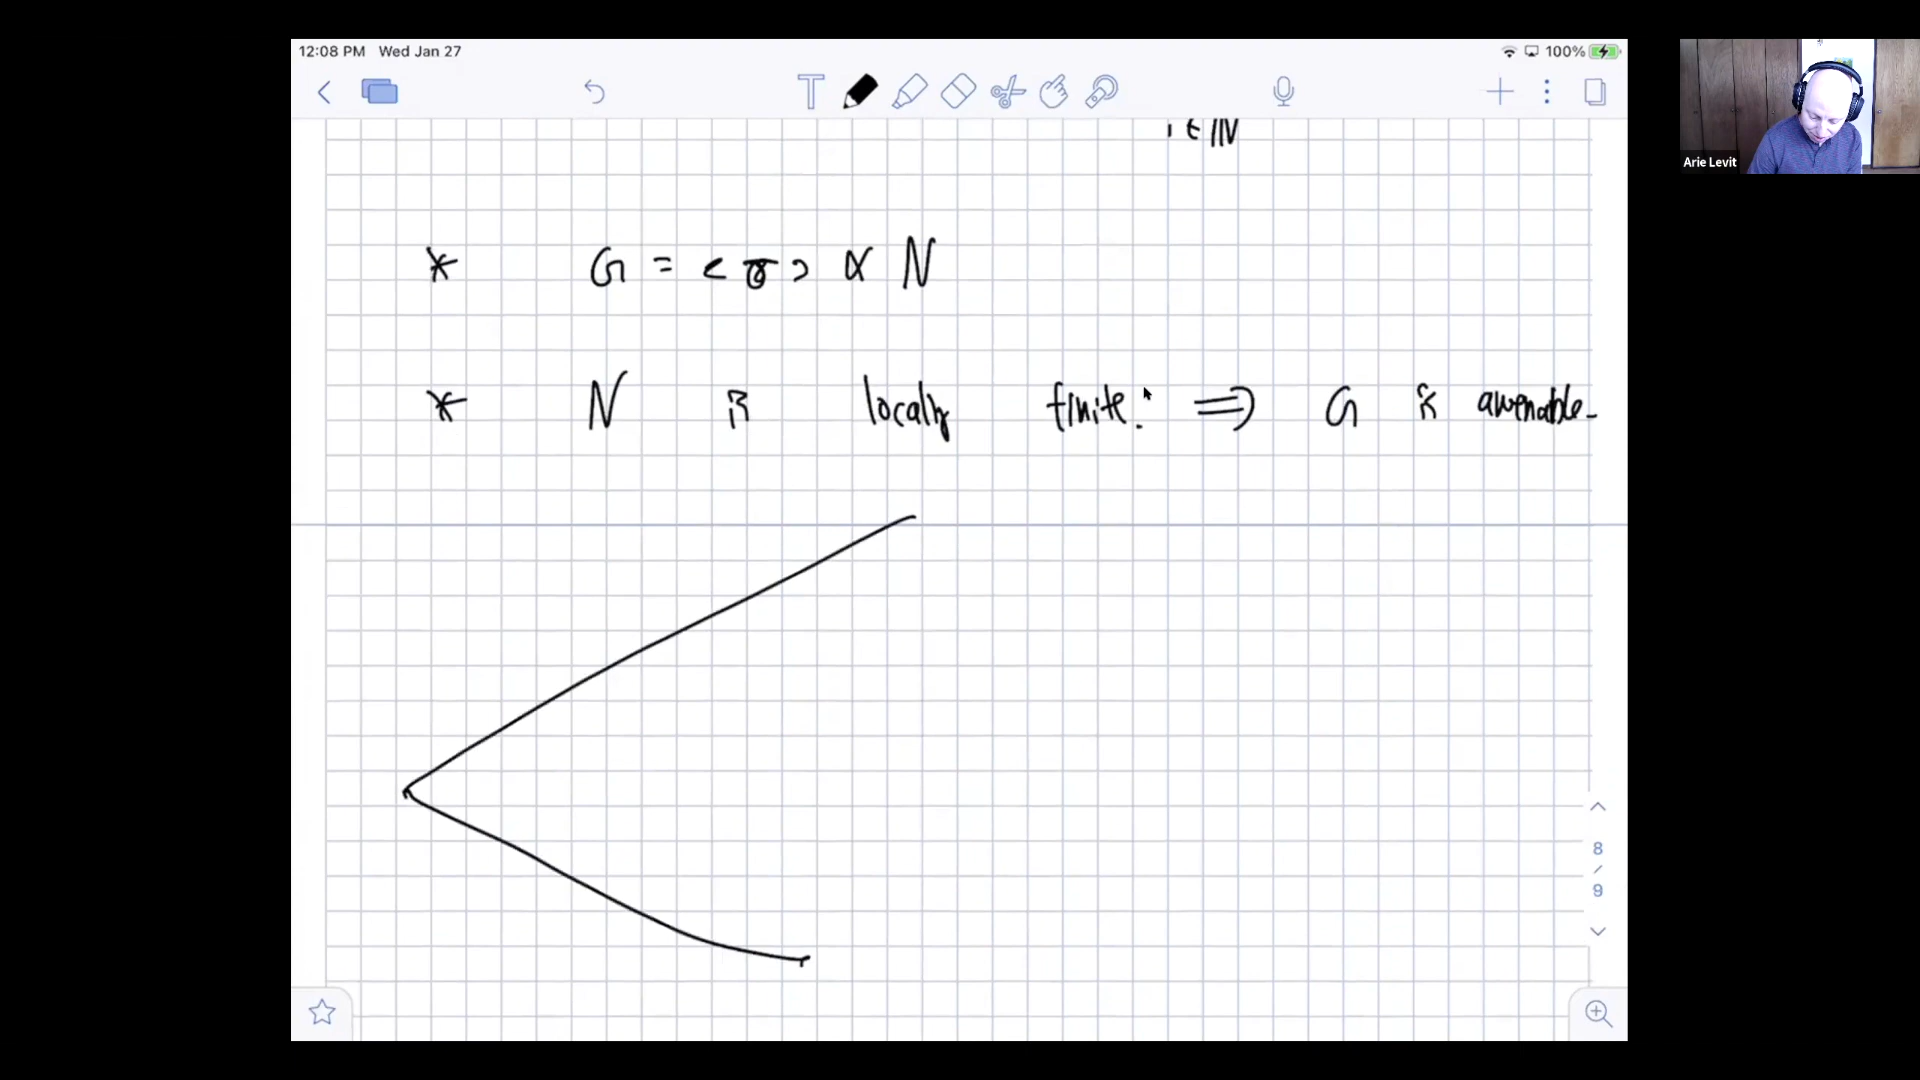 12:08 PM Wed Jan 27 100%
T
i ∈ ℕ
* G = < σ > ⋉ N
* N is locally finite. ⟹ G is amenable.
8
/
9
Arie Levit